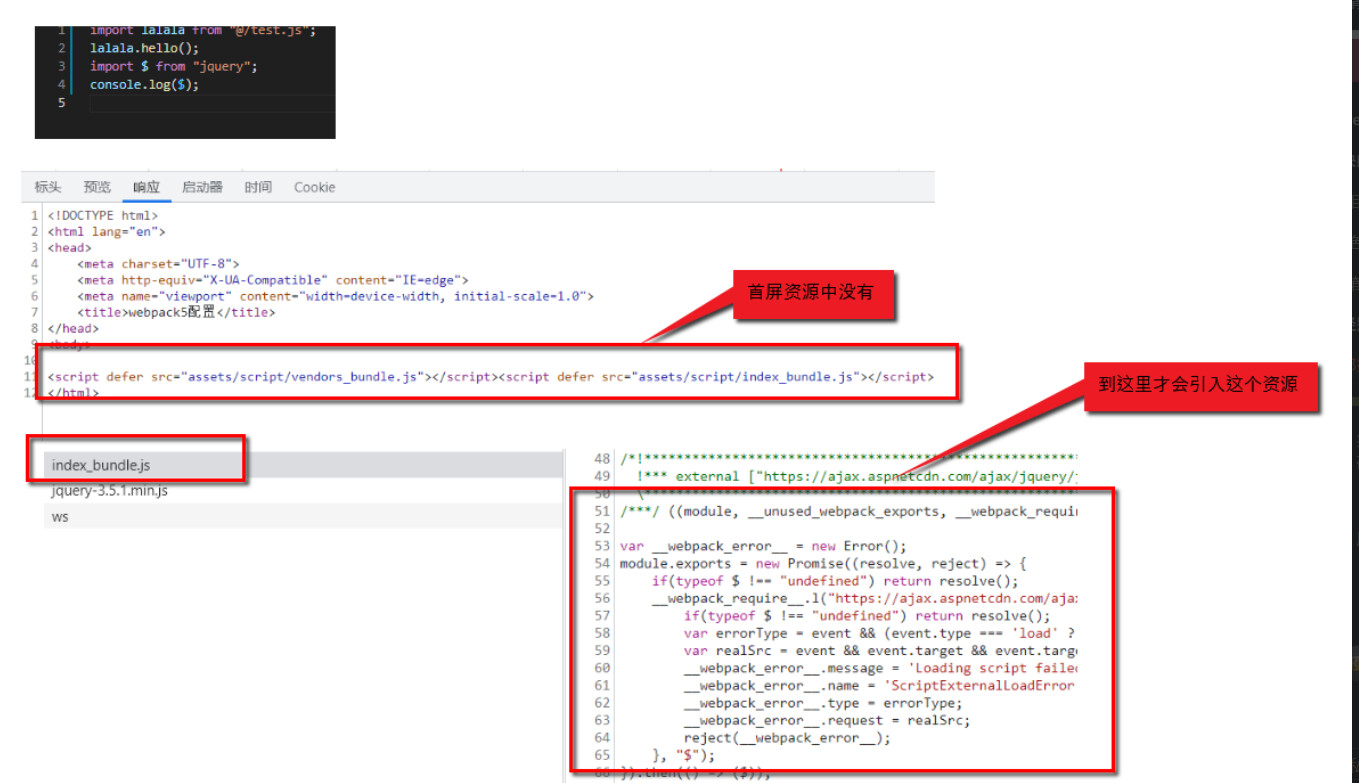 1 import lalala from "@/test.js";
2 lalala.hello();
3 import $ from "jquery";
4 console.log($);
5
标头 预览 响应 启动器 时间 Cookie
1 <!DOCTYPE html>
2 <html lang="en">
3 <head>
4 <meta charset="UTF-8">
5 <meta http-equiv="X-UA-Compatible" content="IE=edge">
6 <meta name="viewport" content="width=device-width, initial-scale=1.0">
7 <title>webpack5配置</title>
8 </head>
9 <body>
10
11 <script defer src="assets/script/vendors_bundle.js"></script><script defer src="assets/script/index_bundle.js"></script>
12 </html>
首屏资源中没有
到这里才会引入这个资源
index_bundle.js
jquery-3.5.1.min.js
ws
48 /*!******************************************************
49 !*** external ["https://ajax.aspnetcdn.com/ajax/jquery/
50 \******************************************************
51 /***/ ((module, __unused_webpack_exports, __webpack_requi
52
53 var __webpack_error__ = new Error();
54 module.exports = new Promise((resolve, reject) => {
55 if(typeof $ !== "undefined") return resolve();
56 __webpack_require__.l("https://ajax.aspnetcdn.com/aja
57 if(typeof $ !== "undefined") return resolve();
58 var errorType = event && (event.type === 'load' ?
59 var realSrc = event && event.target && event.targ
60 __webpack_error__.message = 'Loading script failed
61 __webpack_error__.name = 'ScriptExternalLoadError
62 __webpack_error__.type = errorType;
63 __webpack_error__.request = realSrc;
64 reject(__webpack_error__);
65 }, "$");
66 }).then(() => ($));